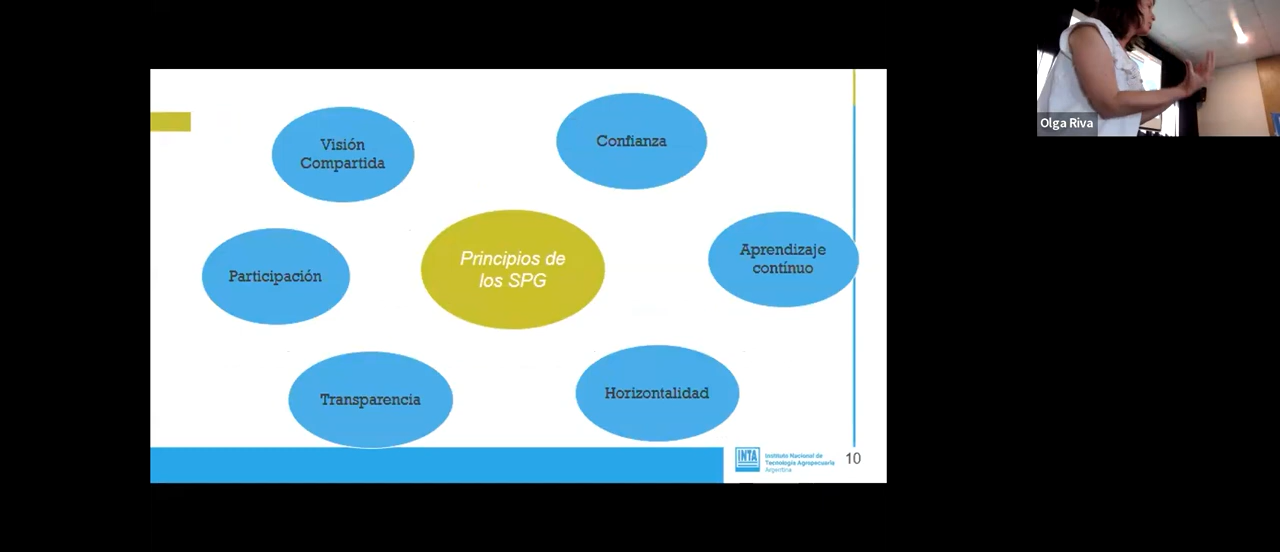 Olga Riva
Visión
Compartida
Confianza
Aprendizaje
contínuo
Principios de
los SPG
Participación
Transparencia
Horizontalidad
INTA
Instituto Nacional de
Tecnología Agropecuaria
Argentina
10